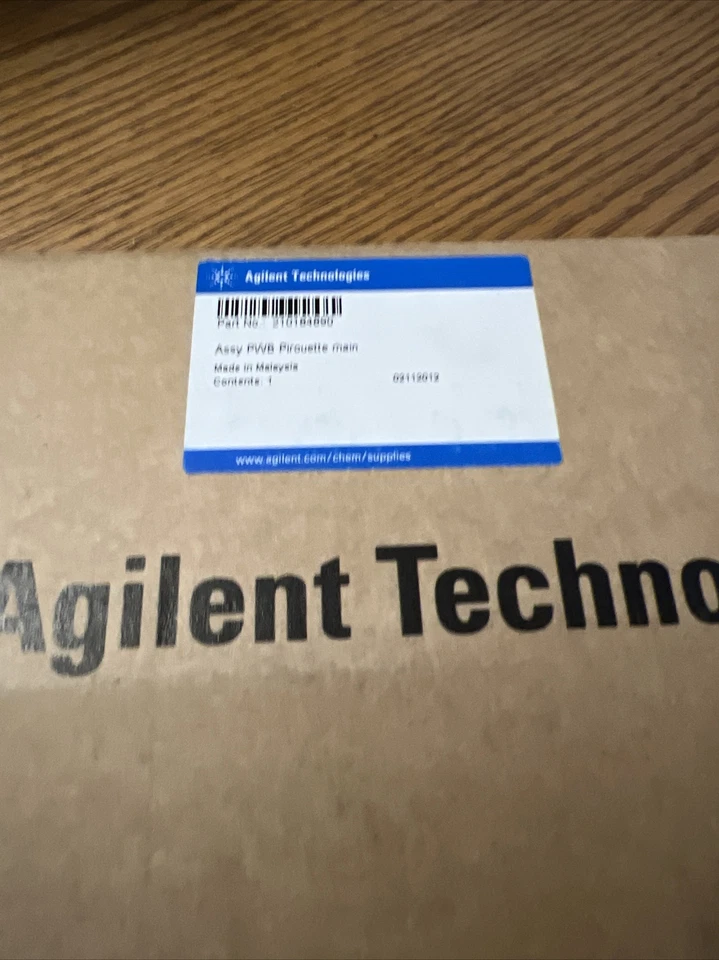 Agilent Technologies
Part No. 210184890
Assy PWB Pirouette main
Made in Malaysia
Contents: 1 03112013
www.agilent.com/chem/supplies
Agilent Techno